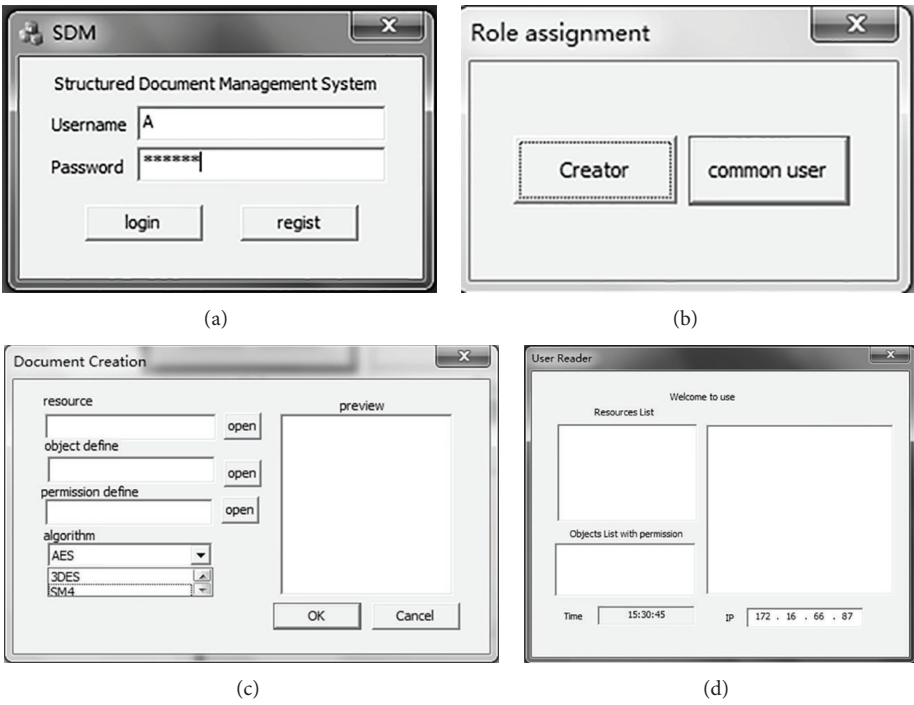 SDM
Structured Document Management System
Username A
Password ******
login regist
(a)
Role assignment
Creator common user
(b)
Document Creation
resource
open
object define
open
permission define
open
algorithm
AES
3DES
SM4
preview
OK Cancel
(c)
User Reader
Welcome to use
Resources List
Objects List with permission
Time 15:30:45 IP 172 . 16 . 66 . 87
(d)